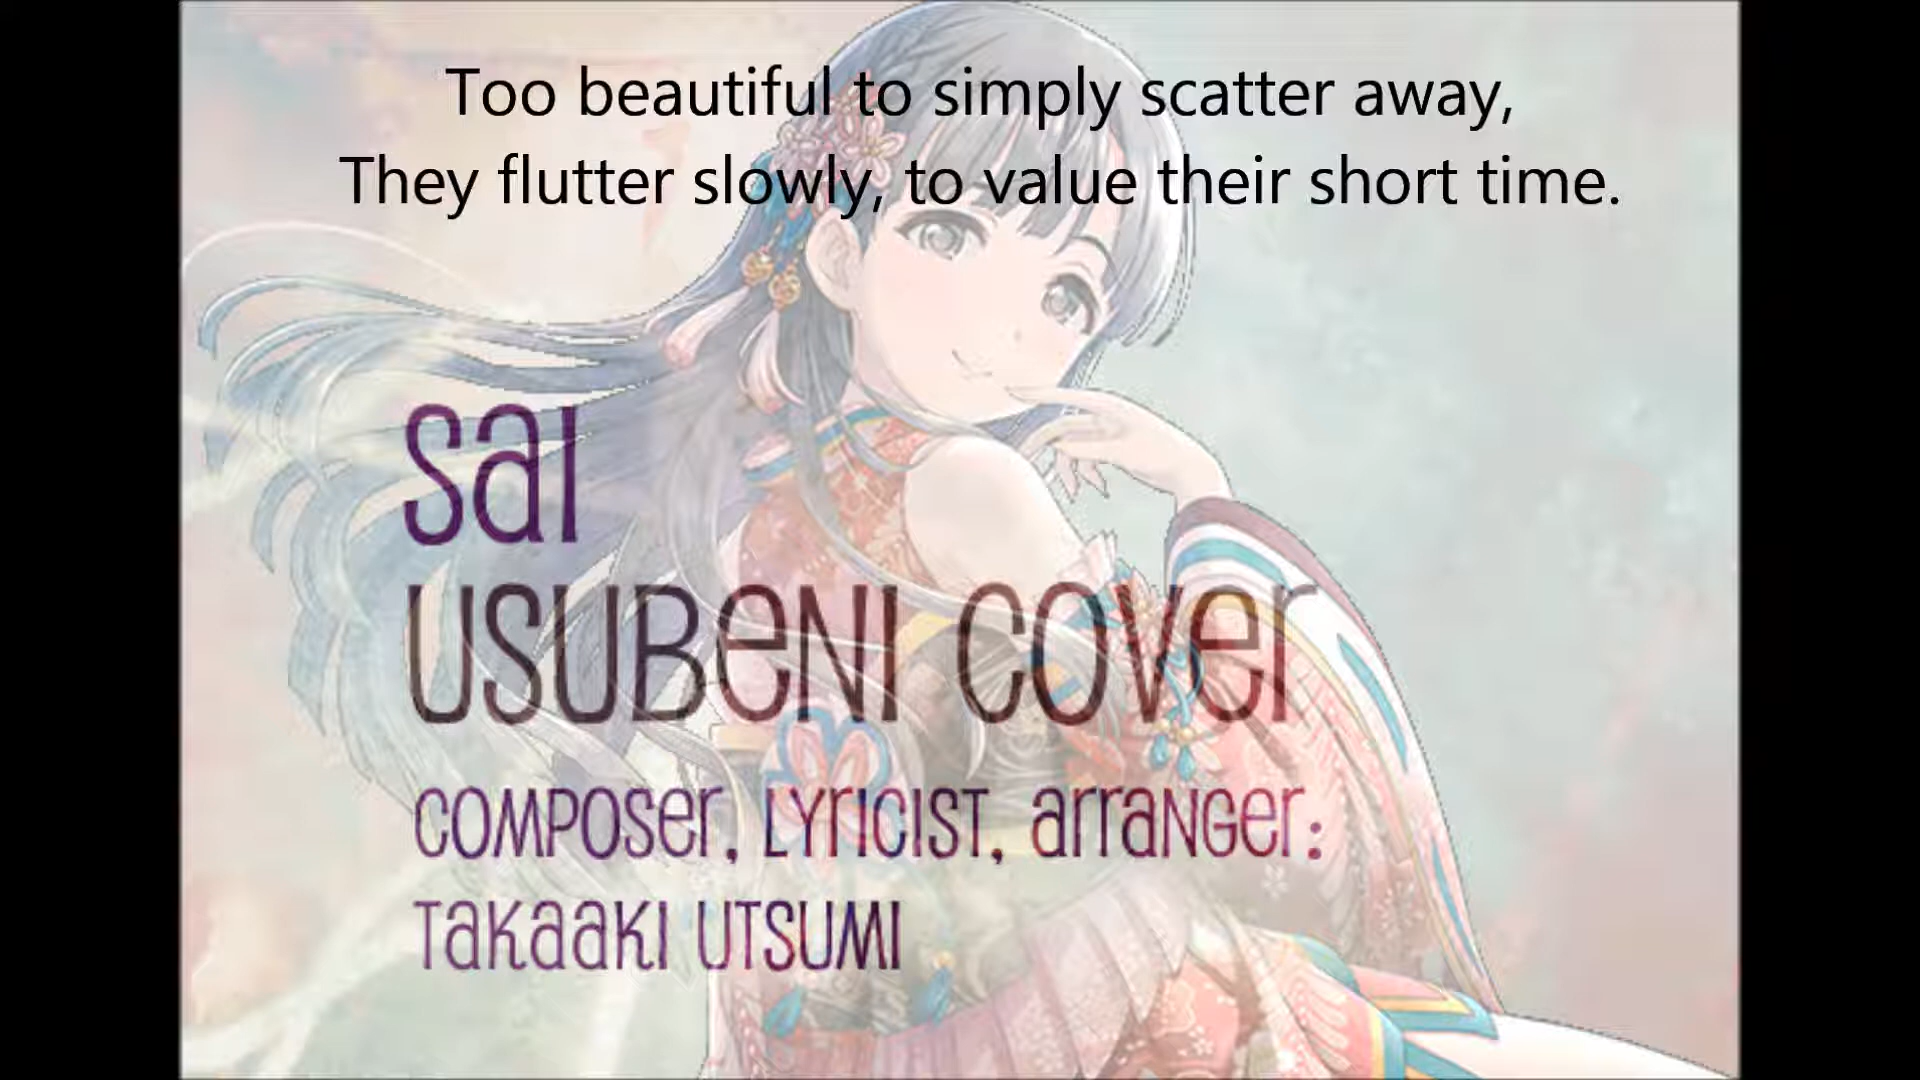 Too beautiful to simply scatter away,
They flutter slowly, to value their short time.
sai
usuBeNi cover
composer, Lyricist, arraNGer:
Takaaki Utsumi